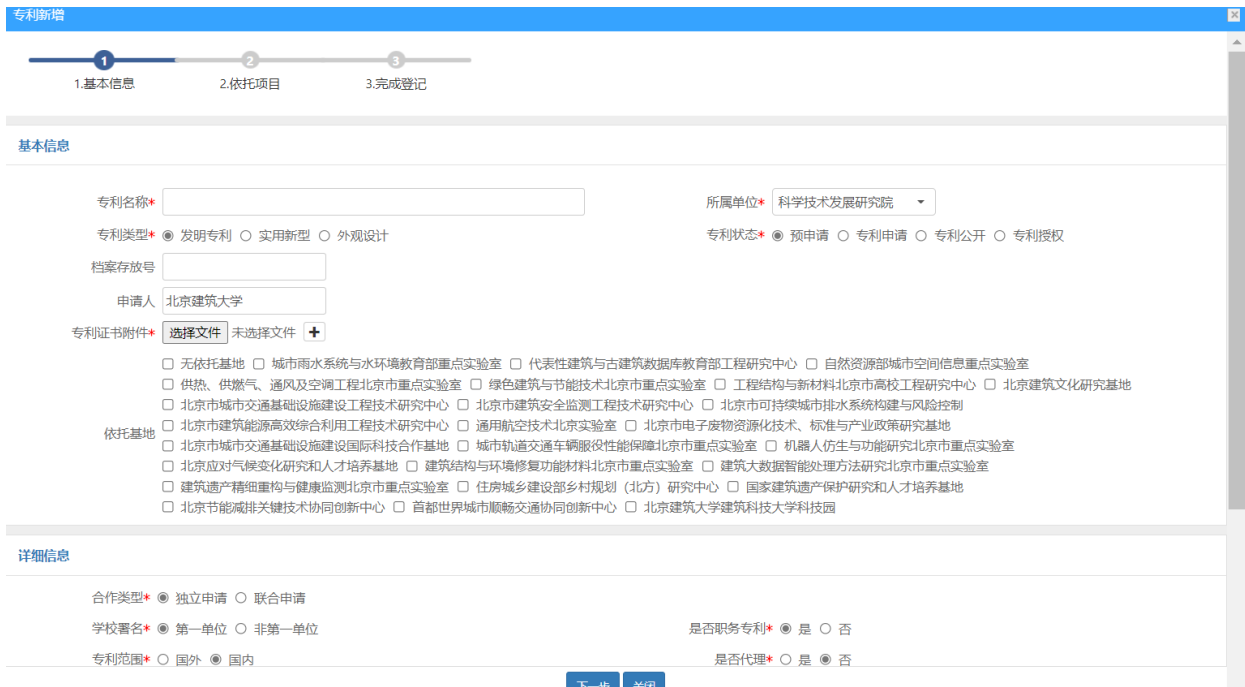 专利新增
1 2 3
1.基本信息 2.依托项目 3.完成登记
基本信息
专利名称* 所属单位* 科学技术发展研究院
专利类型* 发明专利 实用新型 外观设计 专利状态* 预申请 专利申请 专利公开 专利授权
档案存放号
申请人 北京建筑大学
专利证书附件* 选择文件 未选择文件
无依托基地 城市雨水系统与水环境教育部重点实验室 代表性建筑与古建筑数据库教育部工程研究中心 自然资源部城市空间信息重点实验室
供热、供燃气、通风及空调工程北京市重点实验室 绿色建筑与节能技术北京市重点实验室 工程结构与新材料北京市高校工程研究中心 北京建筑文化研究基地
北京市城市交通基础设施建设工程技术研究中心 北京市建筑安全监测工程技术研究中心 北京市可持续城市排水系统构建与风险控制
依托基地 北京市建筑能源高效综合利用工程技术研究中心 通用航空技术北京实验室 北京市电子废物资源化技术、标准与产业政策研究基地
北京市城市交通基础设施建设国际科技合作基地 城市轨道交通车辆服役性能保障北京市重点实验室 机器人仿生与功能研究北京市重点实验室
北京应对气候变化研究和人才培养基地 建筑结构与环境修复功能材料北京市重点实验室 建筑大数据智能处理方法研究北京市重点实验室
建筑遗产精细重构与健康监测北京市重点实验室 住房城乡建设部乡村规划（北方）研究中心 国家建筑遗产保护研究和人才培养基地
北京节能减排关键技术协同创新中心 首都世界城市顺畅交通协同创新中心 北京建筑大学建筑科技大学科技园
详细信息
合作类型* 独立申请 联合申请
学校署名* 第一单位 非第一单位 是否职务专利* 是 否
专利范围* 国外 国内 是否代理* 是 否
下一步 关闭